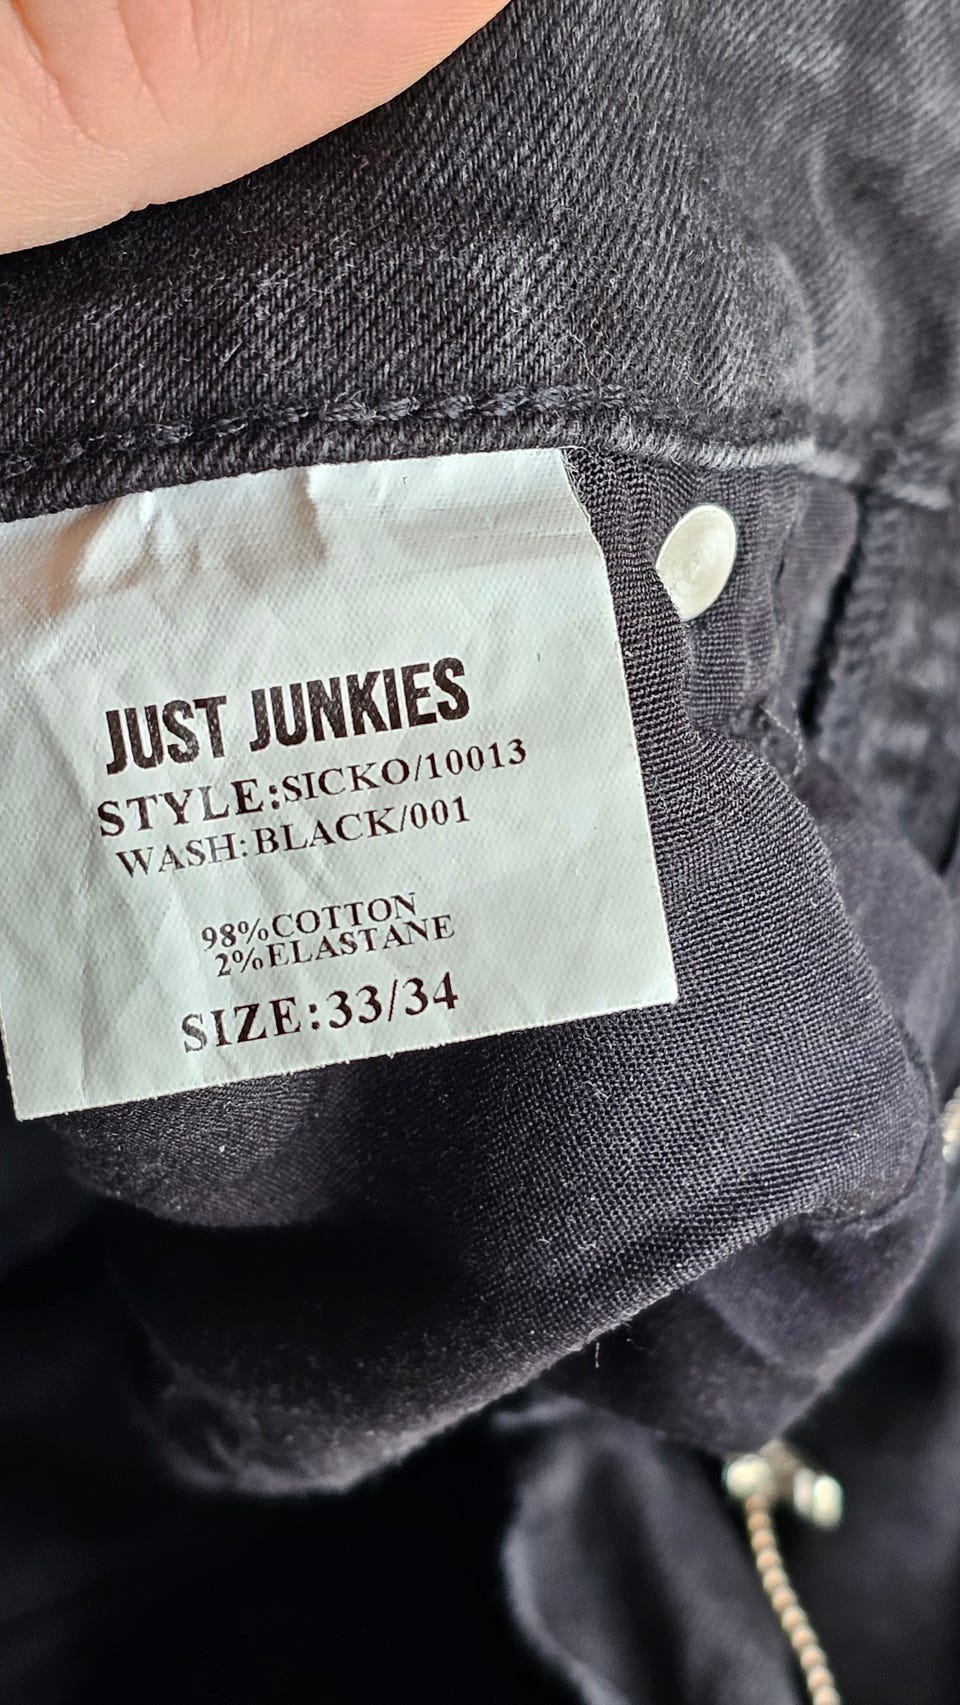 JUST JUNKIES
STYLE:SICKO/10013
WASH:BLACK/001
98%COTTON
2%ELASTANE
SIZE:33/34